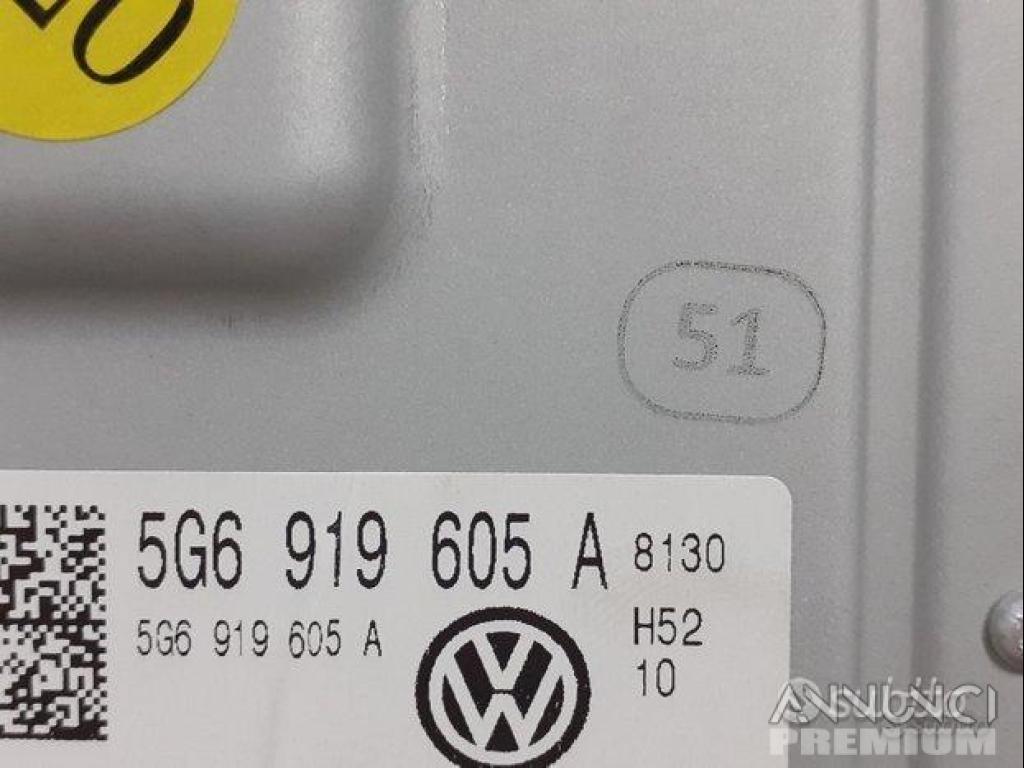 51
5G6 919 605 A 8130
5G6 919 605 A H52
10
ANNUNCI
PREMIUM